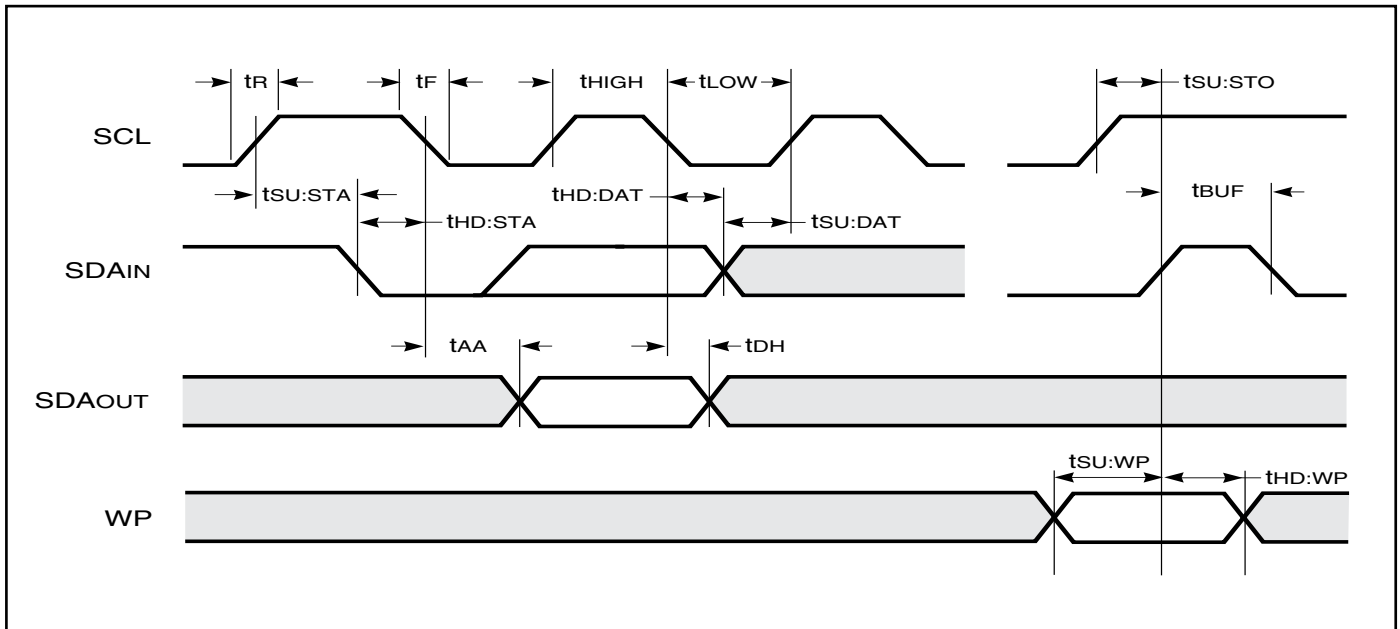 tR tF tHIGH tLOW tSU:STO
SCL
tSU:STA tHD:DAT tBUF
tHD:STA tSU:DAT
SDAIN
tAA tDH
SDAOUT
tSU:WP
tHD:WP
WP